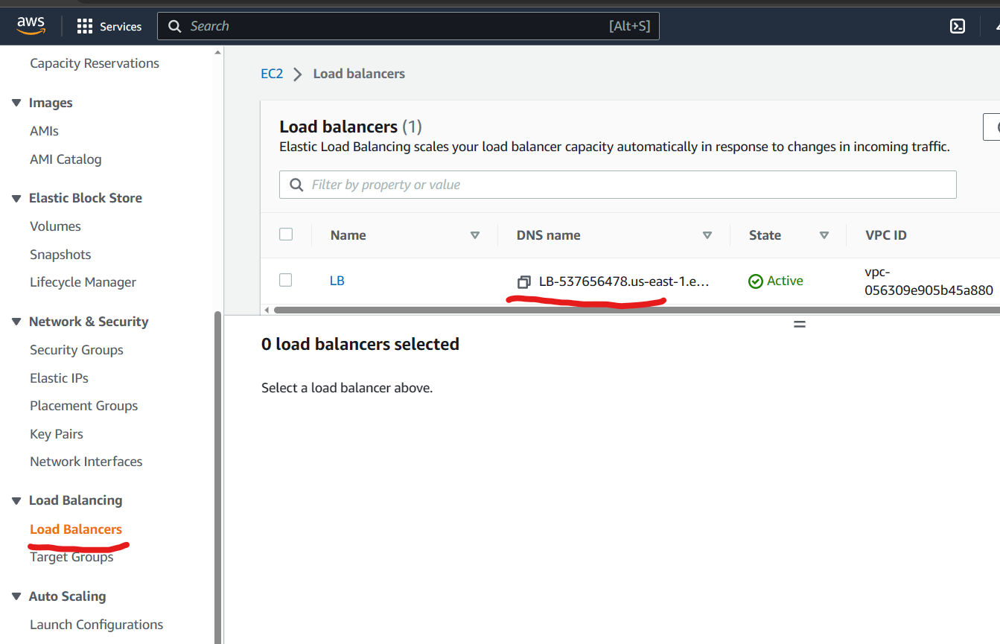 aws
Services
Search
[Alt+S]
Capacity Reservations
Images
AMIs
AMI Catalog
Elastic Block Store
Volumes
Snapshots
Lifecycle Manager
Network & Security
Security Groups
Elastic IPs
Placement Groups
Key Pairs
Network Interfaces
Load Balancing
Load Balancers
Target Groups
Auto Scaling
Launch Configurations
EC2 > Load balancers
Load balancers (1)
Elastic Load Balancing scales your load balancer capacity automatically in response to changes in incoming traffic.
Filter by property or value
Name DNS name State VPC ID
LB LB-537656478.us-east-1.e... Active vpc-
056309e905b45a880
0 load balancers selected
Select a load balancer above.